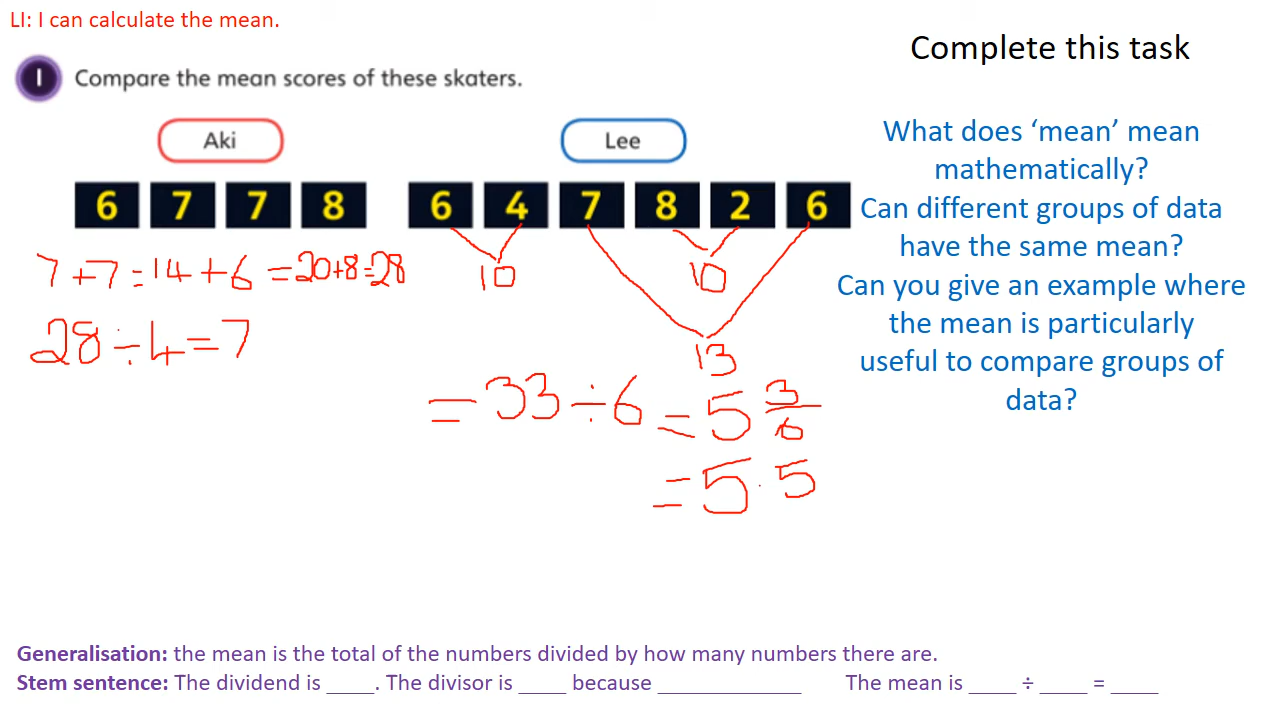 LI: I can calculate the mean.
Complete this task
1 Compare the mean scores of these skaters.
Aki
Lee
6 7 7 8
6 4 7 8 2 6
7 + 7 = 14 + 6 = 20 + 8 = 28
10
10
28 ÷ 4 = 7
13
= 33 ÷ 6 = 5 3/6
= 5.5
What does ‘mean’ mean
mathematically?
Can different groups of data
have the same mean?
Can you give an example where
the mean is particularly
useful to compare groups of
data?
Generalisation: the mean is the total of the numbers divided by how many numbers there are.
Stem sentence: The dividend is ____. The divisor is ____ because _____________ The mean is ____ ÷ ____ = ____